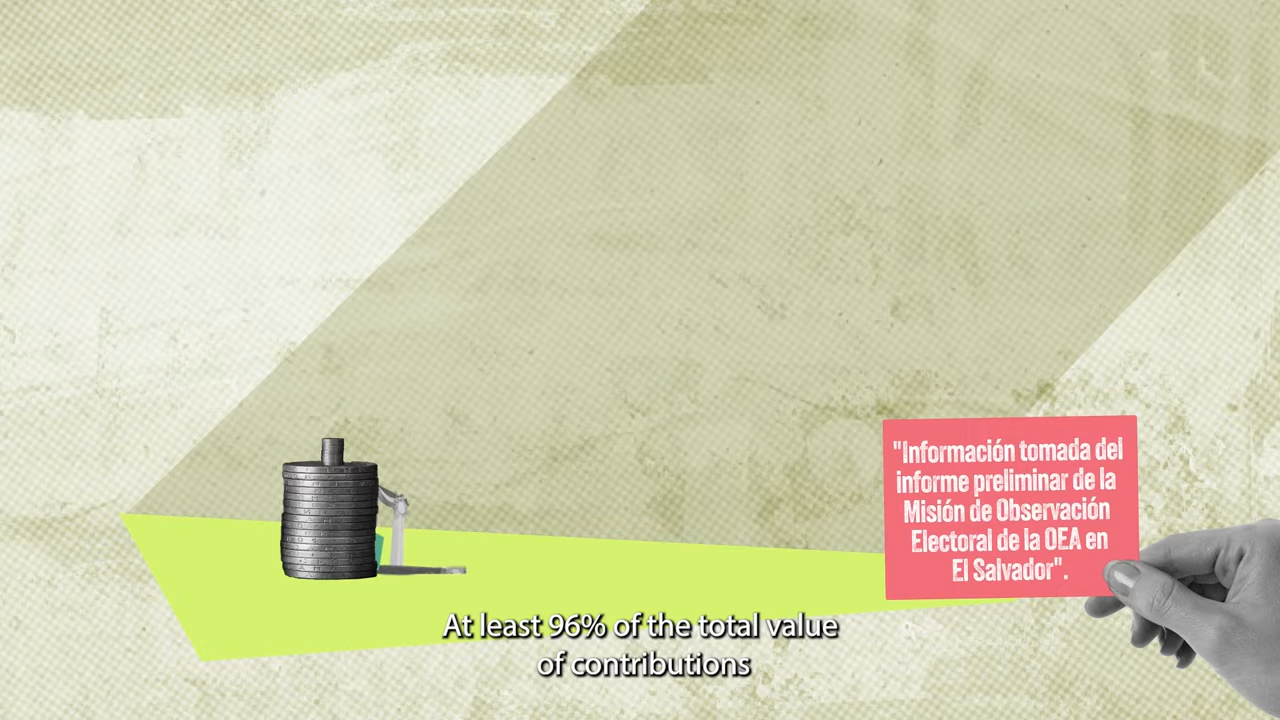 "Información tomada del
informe preliminar de la
Misión de Observación
Electoral de la OEA en
El Salvador".
At least 96% of the total value
of contributions